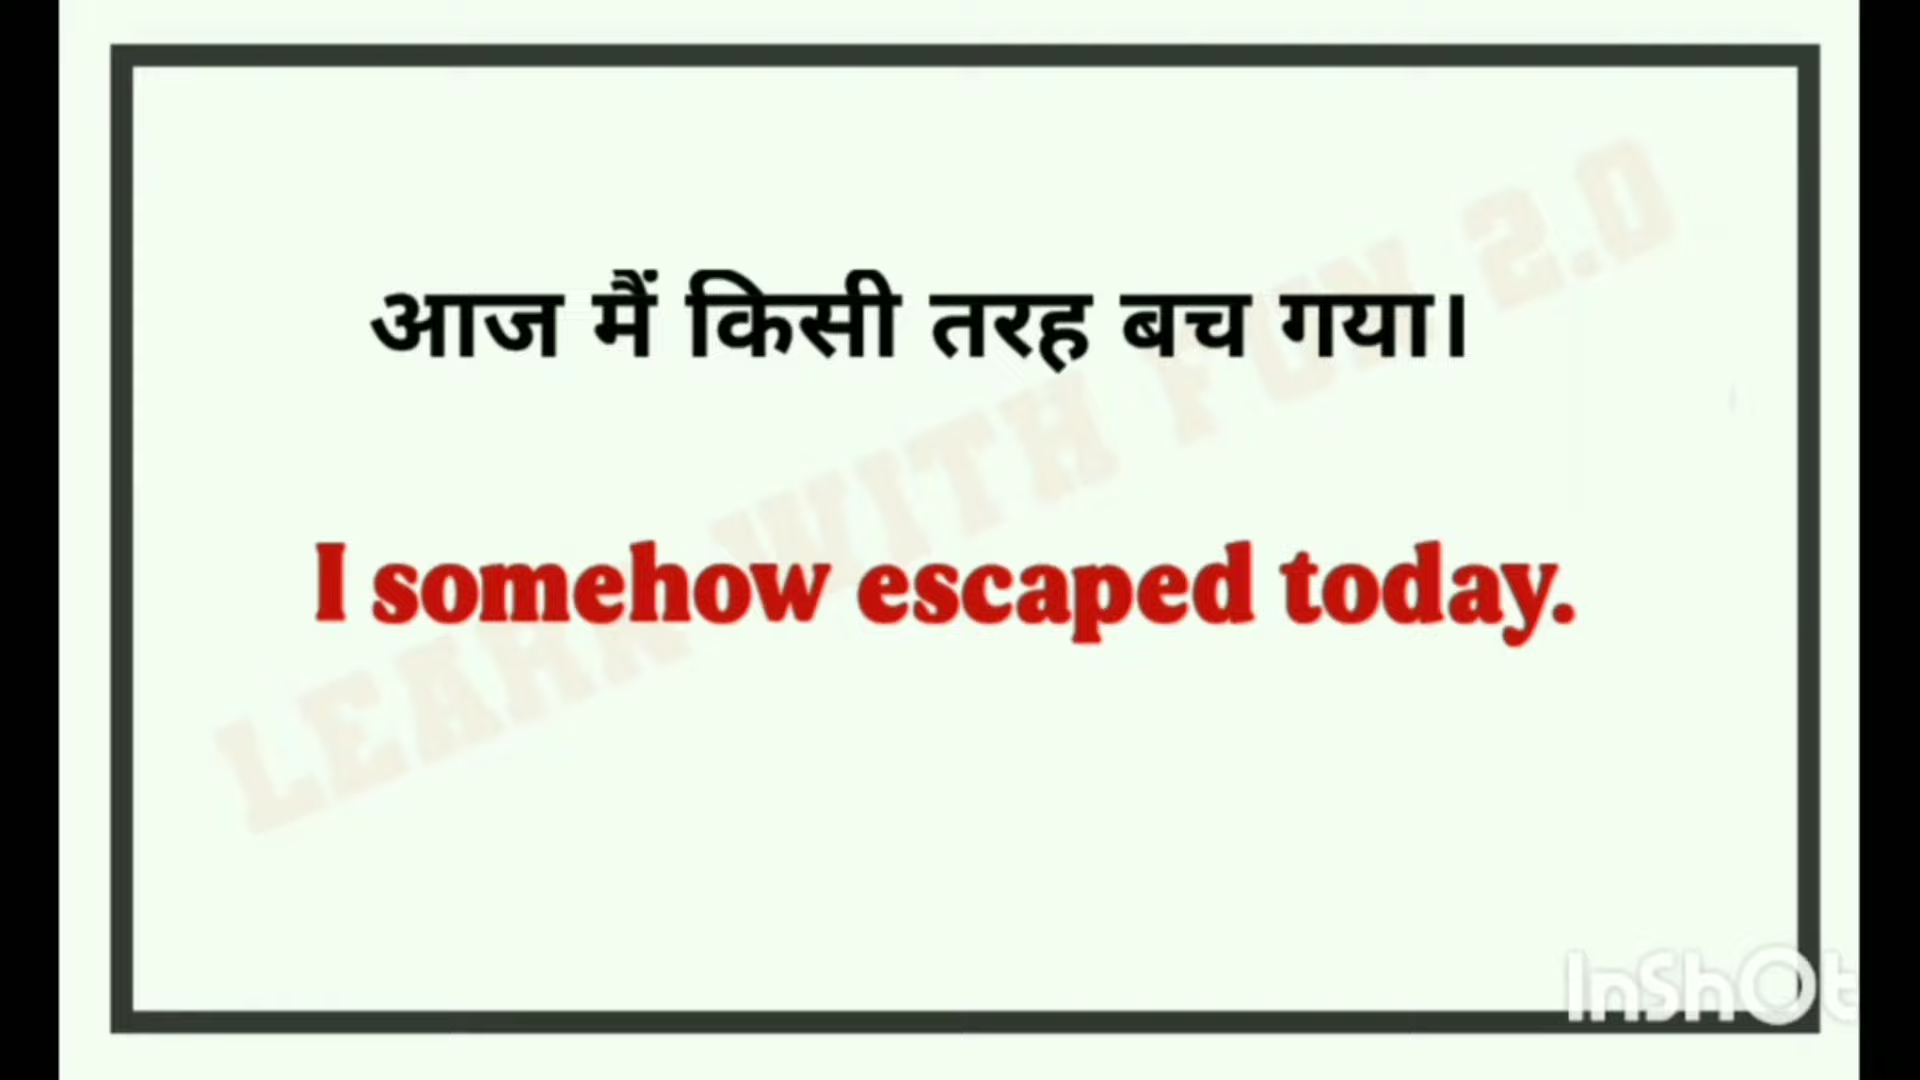 आज मैं किसी तरह बच गया।
I somehow escaped today.
LEARN WITH FUN 2.0
InShOt